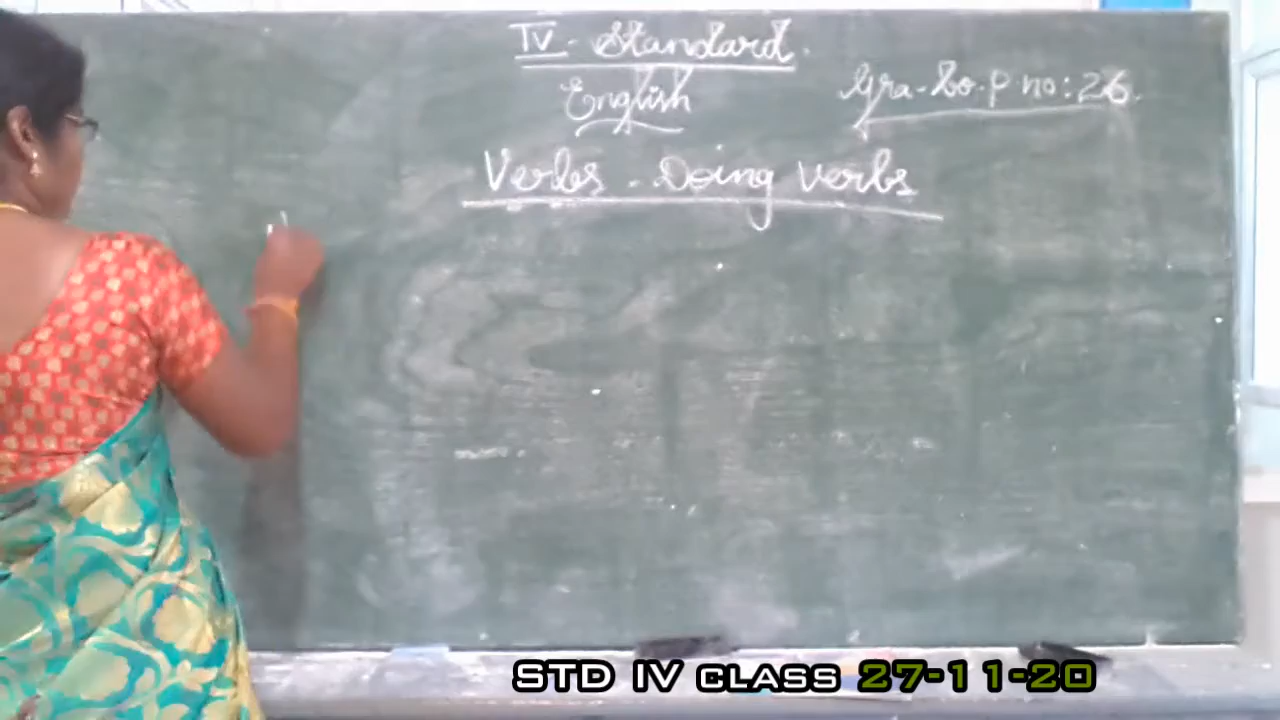 IV - Standard.
English
Gra-bo.P.no:26.
Verbs - Doing verbs
STD IV CLASS 27-11-20